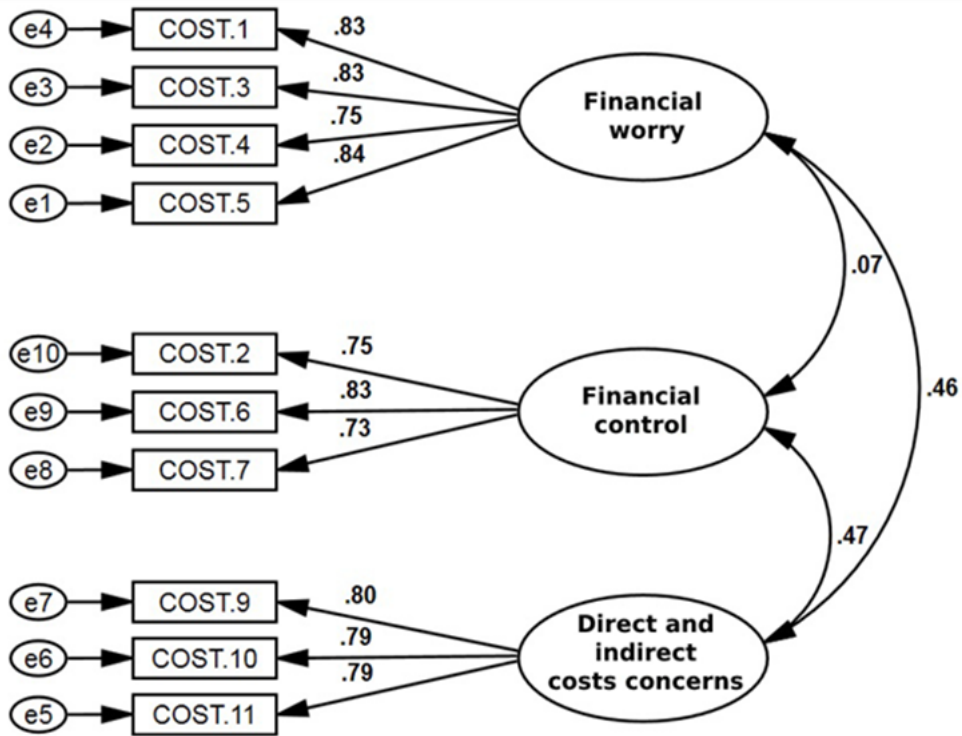 e4 COST.1 .83
e3 COST.3 .83
e2 COST.4 .75
e1 COST.5 .84
Financial
worry
.07
.46
e10 COST.2 .75
e9 COST.6 .83
e8 COST.7 .73
Financial
control
.47
e7 COST.9 .80
e6 COST.10 .79
e5 COST.11 .79
Direct and
indirect
costs concerns